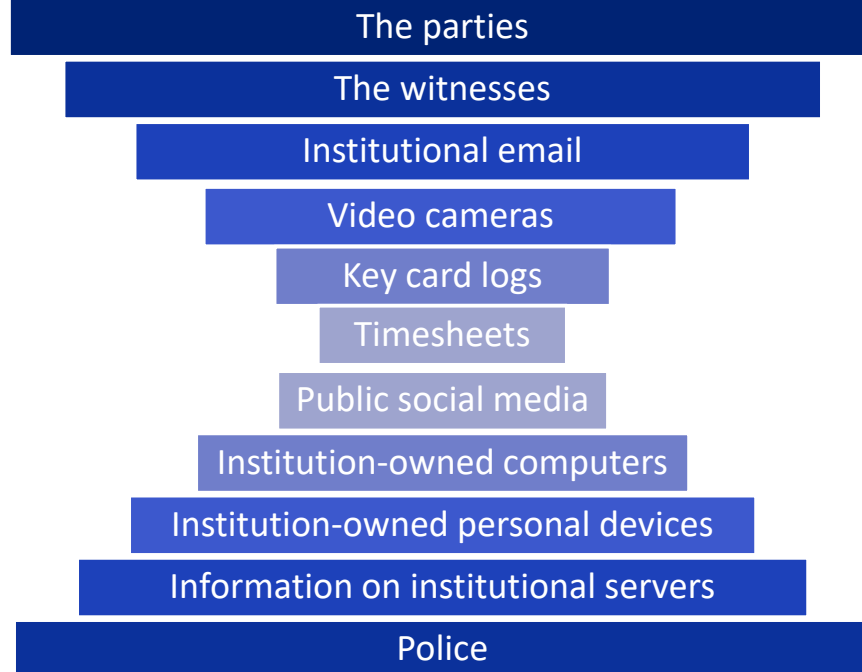 The parties
The witnesses
Institutional email
Video cameras
Key card logs
Timesheets
Public social media
Institution-owned computers
Institution-owned personal devices
Information on institutional servers
Police